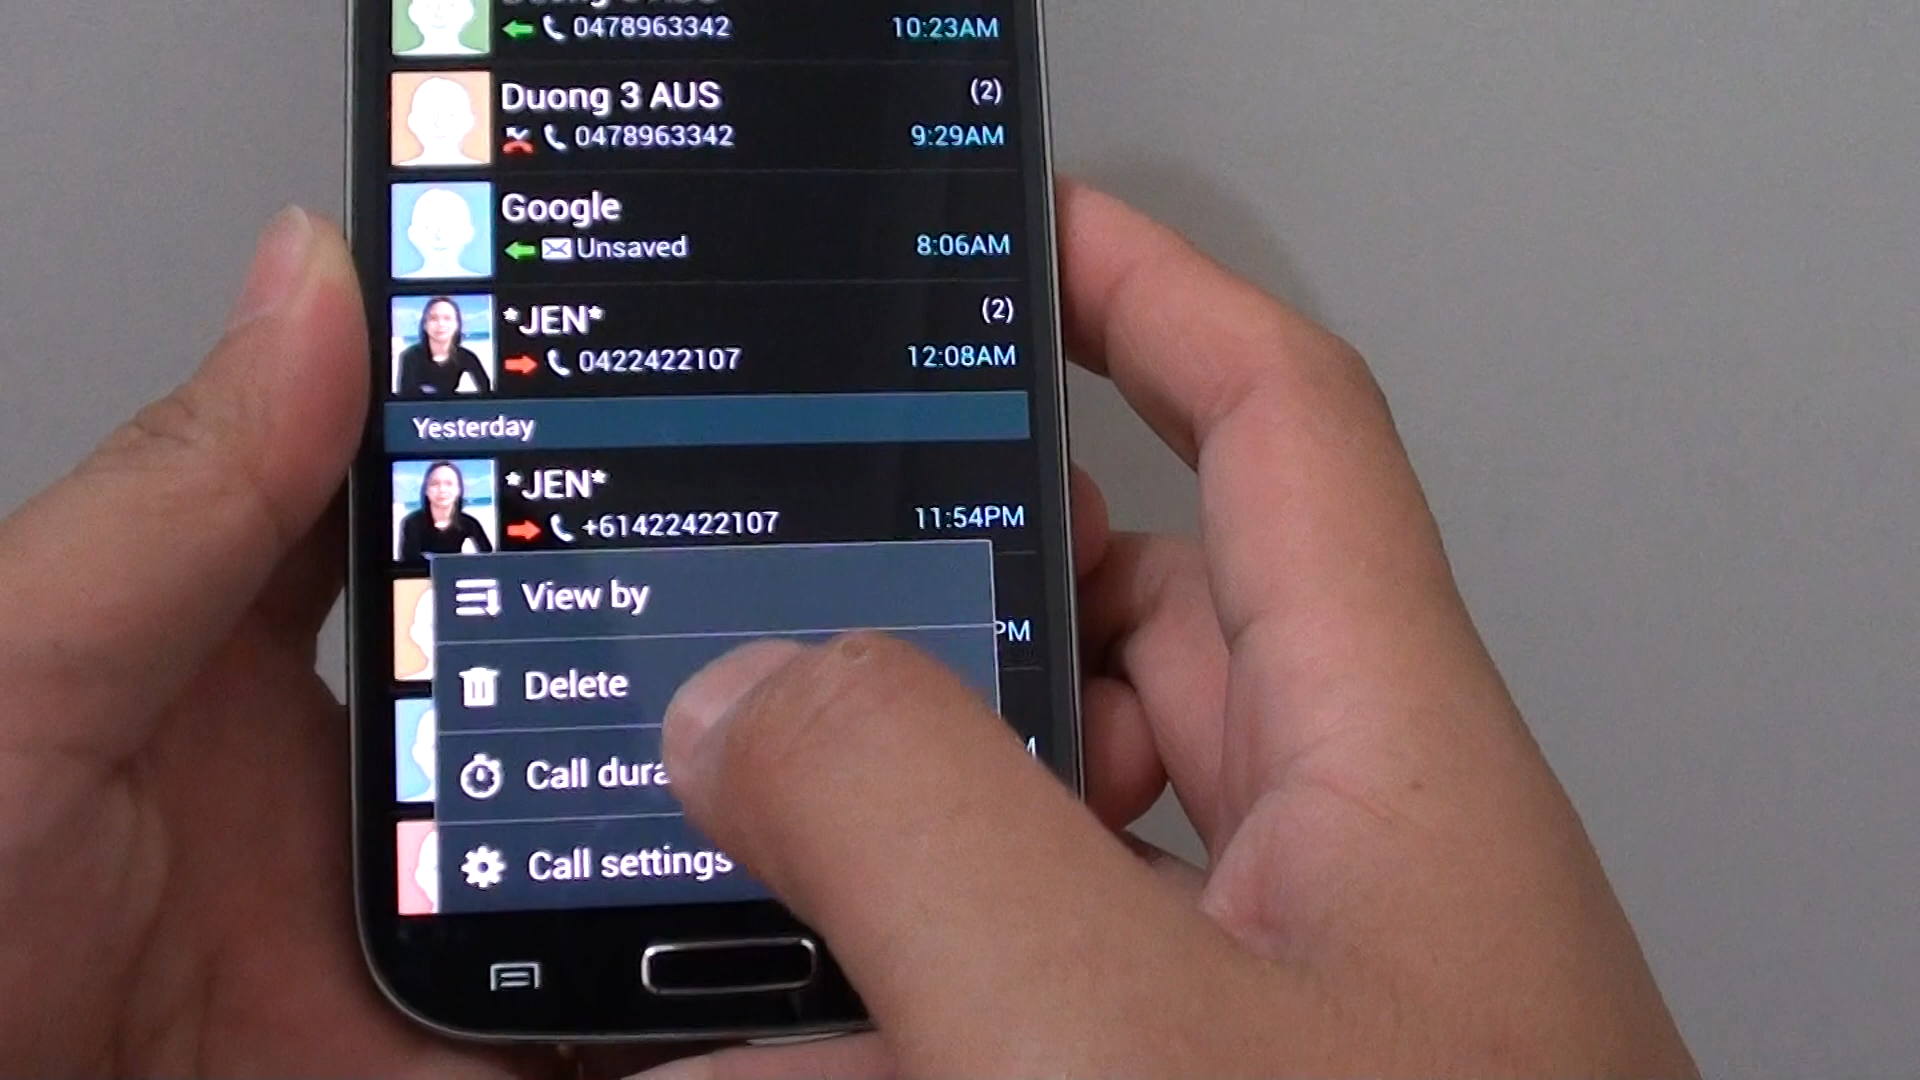 0478963342 10:23AM
Duong 3 AUS (2)
0478963342 9:29AM
Google
Unsaved 8:06AM
*JEN* (2)
0422422107 12:08AM
Yesterday
*JEN*
+61422422107 11:54PM
View by
PM
Delete
Call dura
Call settings